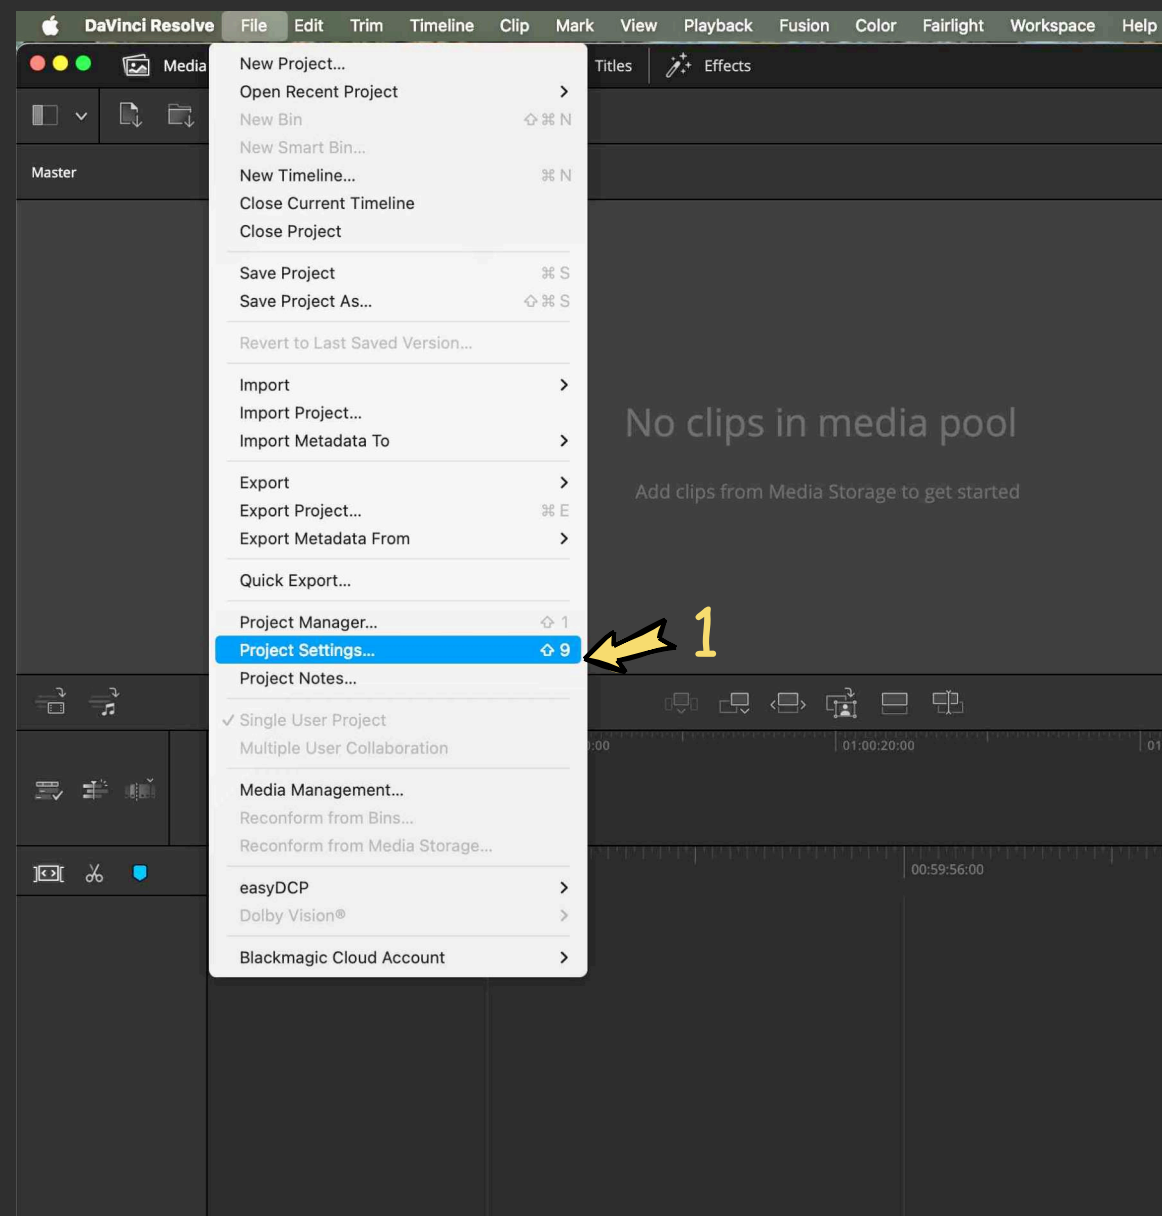 DaVinci Resolve File Edit Trim Timeline Clip Mark View Playback Fusion Color Fairlight Workspace Help
Media
Titles
Effects
Master
New Project...
Open Recent Project
New Bin ⇧⌘N
New Smart Bin...
New Timeline... ⌘N
Close Current Timeline
Close Project
Save Project ⌘S
Save Project As... ⇧⌘S
Revert to Last Saved Version...
Import
Import Project...
Import Metadata To
Export
Export Project... ⌘E
Export Metadata From
Quick Export...
Project Manager... ⇧1
Project Settings... ⇧9
Project Notes...
✓ Single User Project
Multiple User Collaboration
Media Management...
Reconform from Bins...
Reconform from Media Storage...
easyDCP
Dolby Vision®
Blackmagic Cloud Account
No clips in media pool
Add clips from Media Storage to get started
1
:00
01:00:20:00
01
00:59:56:00